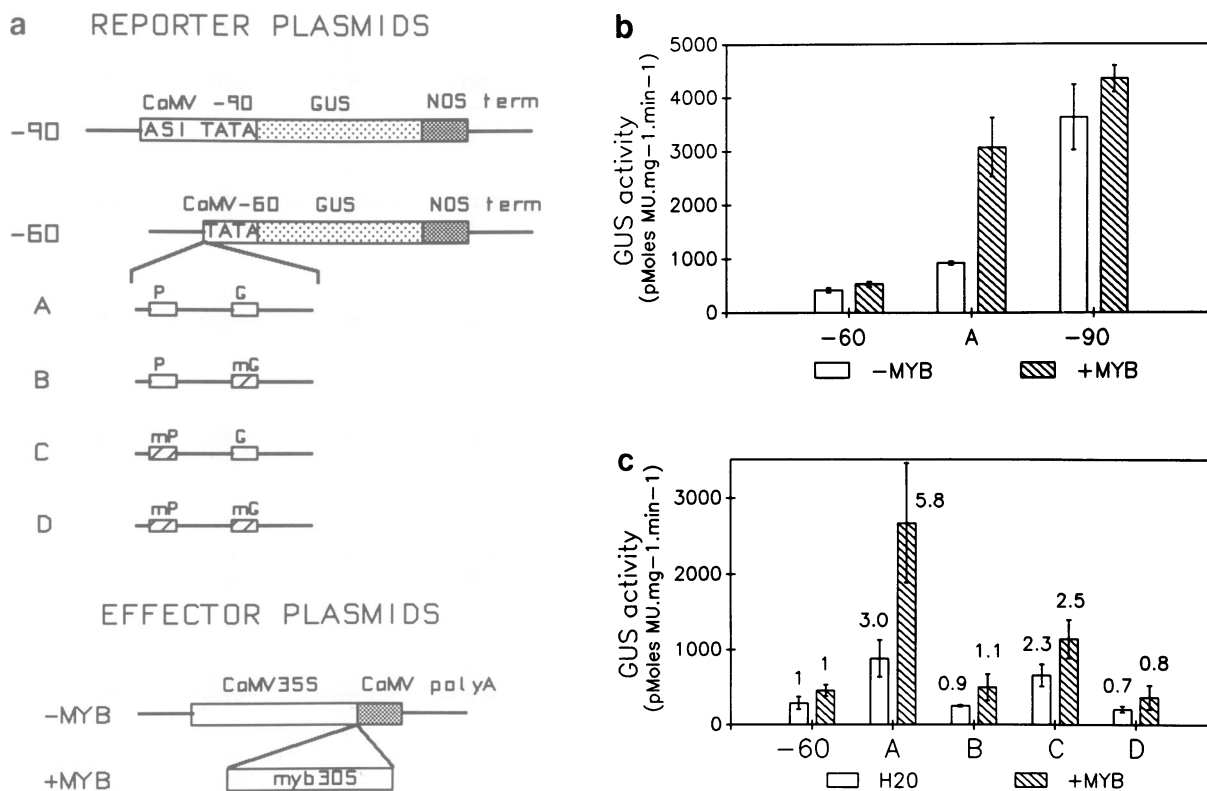 a REPORTER PLASMIDS
CaMV -90 GUS NOS term
-90 ASI TATA
CaMV-60 GUS NOS term
-60 TATA
A P G
B P mG
C mP G
D mP mG
EFFECTOR PLASMIDS
CaMV35S CaMV polyA
-MYB
+MYB myb305
b
GUS activity
(pMoles MU.mg-1.min-1)
5000
4000
3000
2000
1000
0
-60 A -90
-MYB +MYB
c
GUS activity
(pMoles MU.mg-1.min-1)
3000
2000
1000
0
1 1 3.0 5.8 0.9 1.1 2.3 2.5 0.7 0.8
-60 A B C D
H20 +MYB